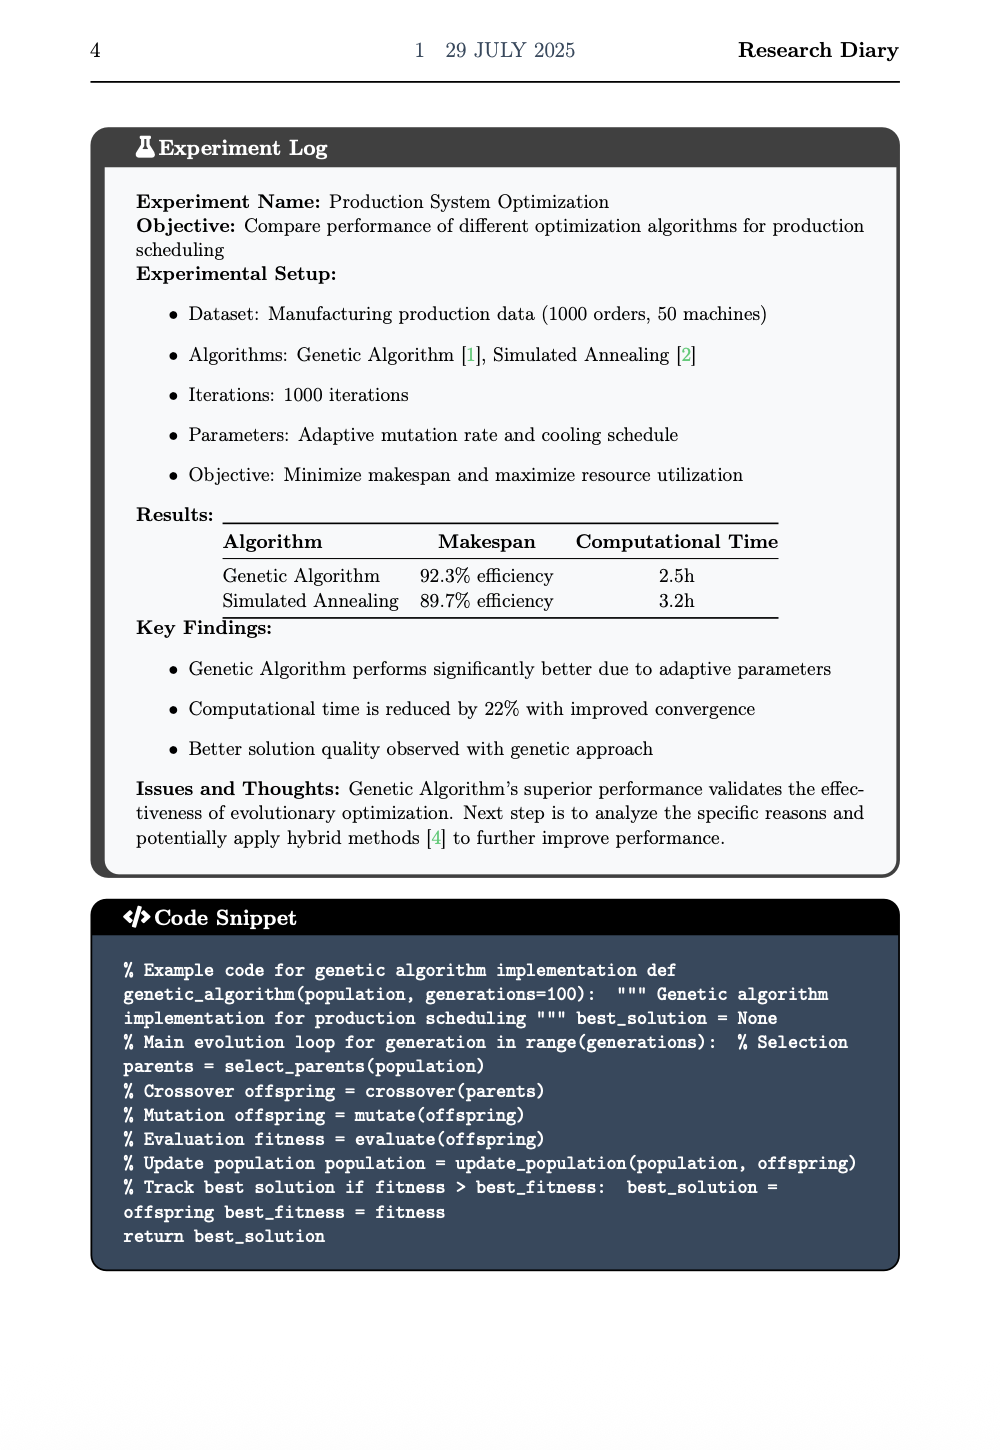 4 1 29 JULY 2025 Research Diary
Experiment Log
Experiment Name: Production System Optimization
Objective: Compare performance of different optimization algorithms for production
scheduling
Experimental Setup:
• Dataset: Manufacturing production data (1000 orders, 50 machines)
• Algorithms: Genetic Algorithm [1], Simulated Annealing [2]
• Iterations: 1000 iterations
• Parameters: Adaptive mutation rate and cooling schedule
• Objective: Minimize makespan and maximize resource utilization
Results:
Algorithm Makespan Computational Time
Genetic Algorithm 92.3% efficiency 2.5h
Simulated Annealing 89.7% efficiency 3.2h
Key Findings:
• Genetic Algorithm performs significantly better due to adaptive parameters
• Computational time is reduced by 22% with improved convergence
• Better solution quality observed with genetic approach
Issues and Thoughts: Genetic Algorithm's superior performance validates the effec-
tiveness of evolutionary optimization. Next step is to analyze the specific reasons and
potentially apply hybrid methods [4] to further improve performance.
</> Code Snippet
% Example code for genetic algorithm implementation def
genetic_algorithm(population, generations=100): """ Genetic algorithm
implementation for production scheduling """ best_solution = None
% Main evolution loop for generation in range(generations): % Selection
parents = select_parents(population)
% Crossover offspring = crossover(parents)
% Mutation offspring = mutate(offspring)
% Evaluation fitness = evaluate(offspring)
% Update population population = update_population(population, offspring)
% Track best solution if fitness > best_fitness: best_solution =
offspring best_fitness = fitness
return best_solution